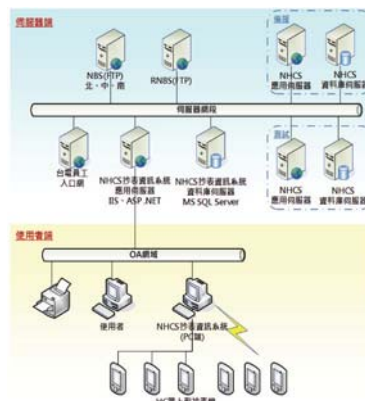 伺服器端
NBS(FTP)
北、中、南
RNBS(FTP)
備援
NHCS
應用伺服器
NHCS
資料庫伺服器
伺服器網段
台電員工
入口網
NHCS抄表資訊系統
應用伺服器
IIS、ASP .NET
NHCS抄表資訊系統
資料庫伺服器
MS SQL Server
測試
NHCS
應用伺服器
NHCS
資料庫伺服器
使用者端
OA網域
使用者
NHCS抄表資訊系統
(PC端)